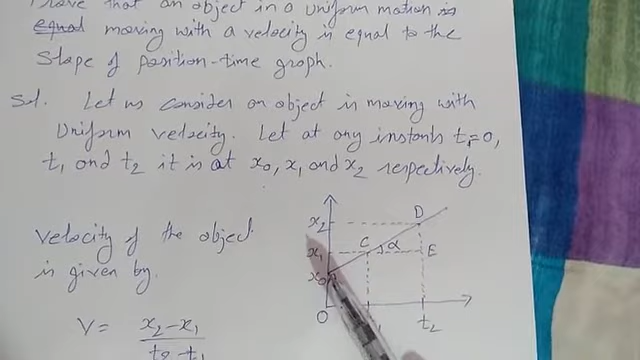 Prove that an object in a uniform motion is
equal moving with a velocity is equal to the
slope of position-time graph.
Sol. Let us consider an object is moving with
Uniform velocity. Let at any instants t=0,
t₁ and t₂ it is at x₀, x₁ and x₂ respectively.
Velocity of the object
is given by
V = x₂-x₁
t₂-t₁
x₂
D
x₁
C
α
E
x₀
O
t₂